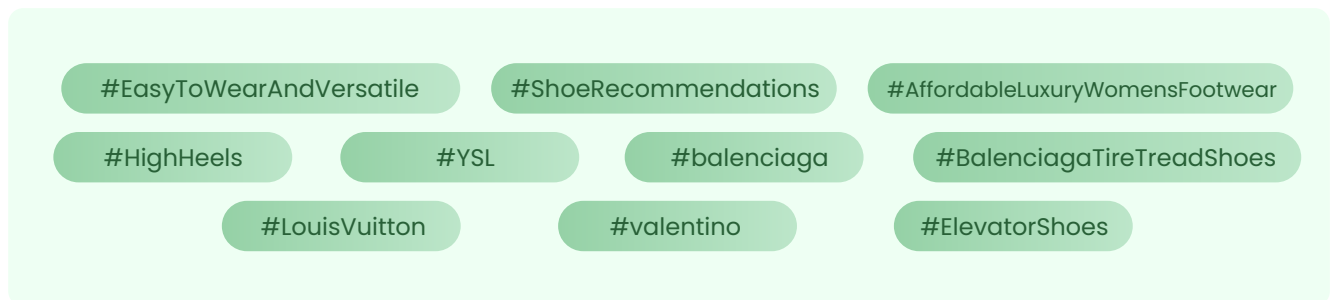 #EasyToWearAndVersatile #ShoeRecommendations #AffordableLuxuryWomensFootwear
#HighHeels #YSL #balenciaga #BalenciagaTireTreadShoes
#LouisVuitton #valentino #ElevatorShoes